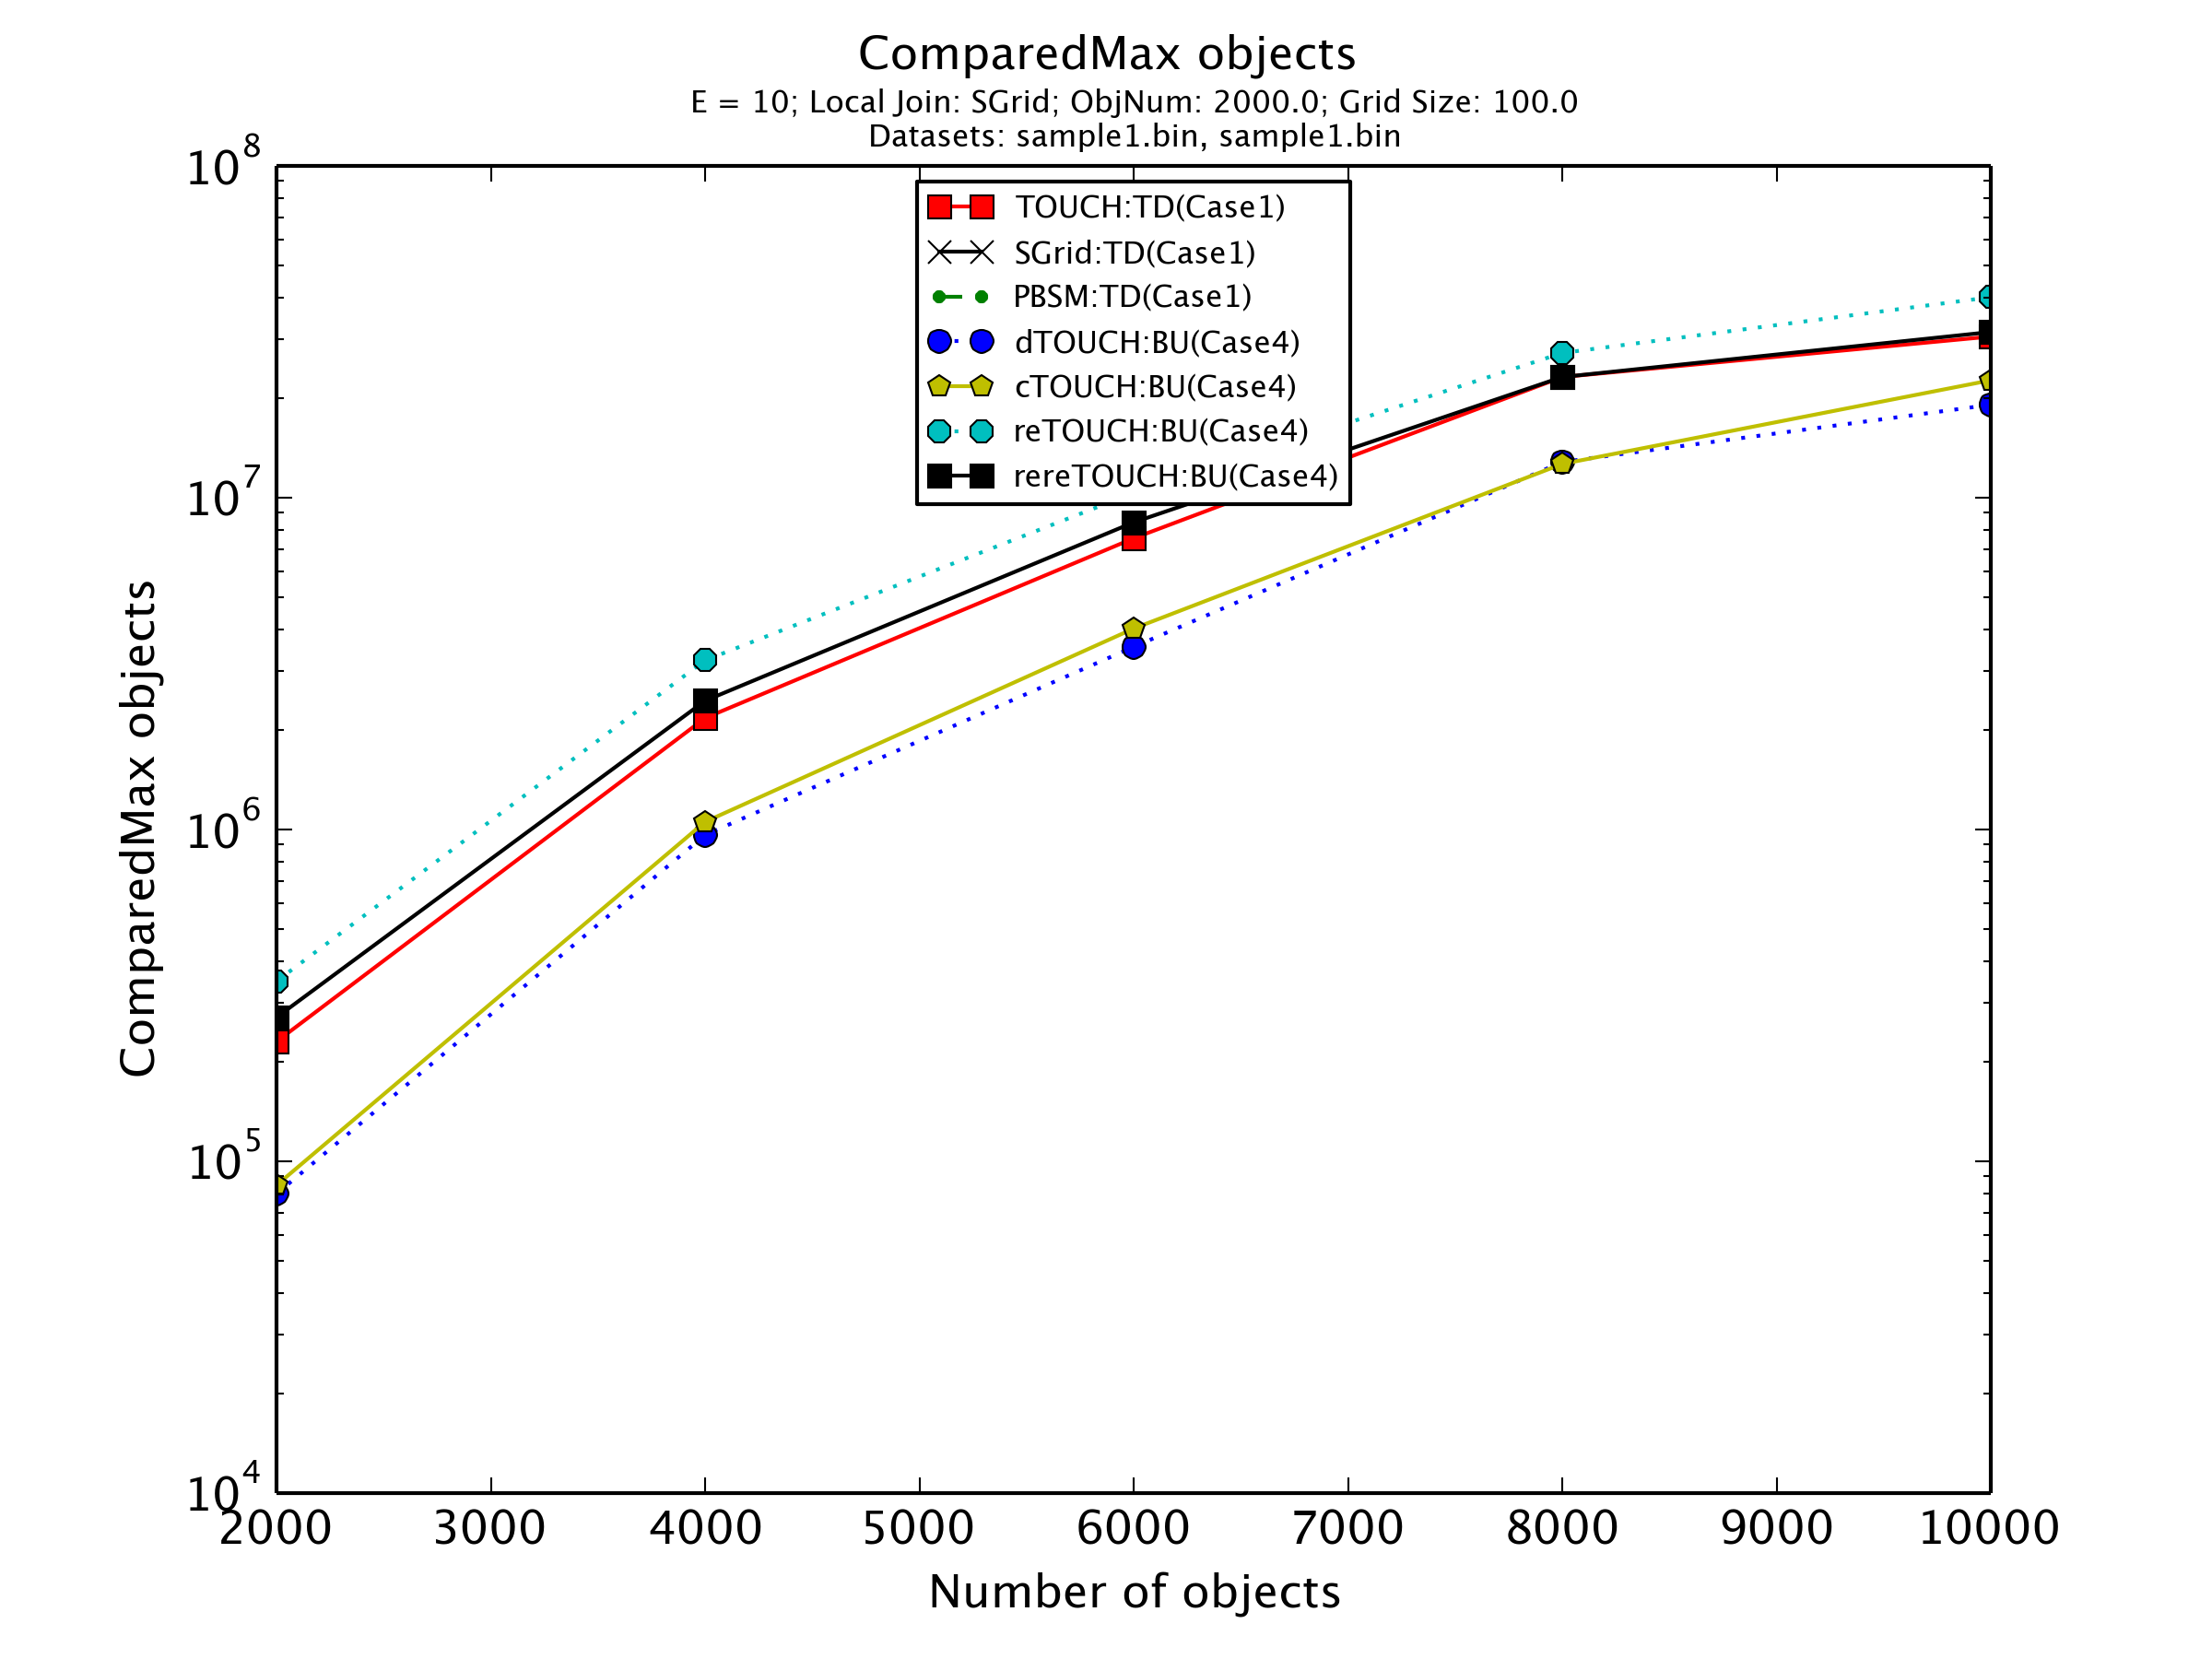 ComparedMax objects
E = 10; Local Join: SGrid; ObjNum: 2000.0; Grid Size: 100.0
Datasets: sample1.bin, sample1.bin
10^8
10^7
10^6
10^5
10^4
ComparedMax objects
TOUCH:TD(Case1)
SGrid:TD(Case1)
PBSM:TD(Case1)
dTOUCH:BU(Case4)
cTOUCH:BU(Case4)
reTOUCH:BU(Case4)
rereTOUCH:BU(Case4)
2000 3000 4000 5000 6000 7000 8000 9000 10000
Number of objects